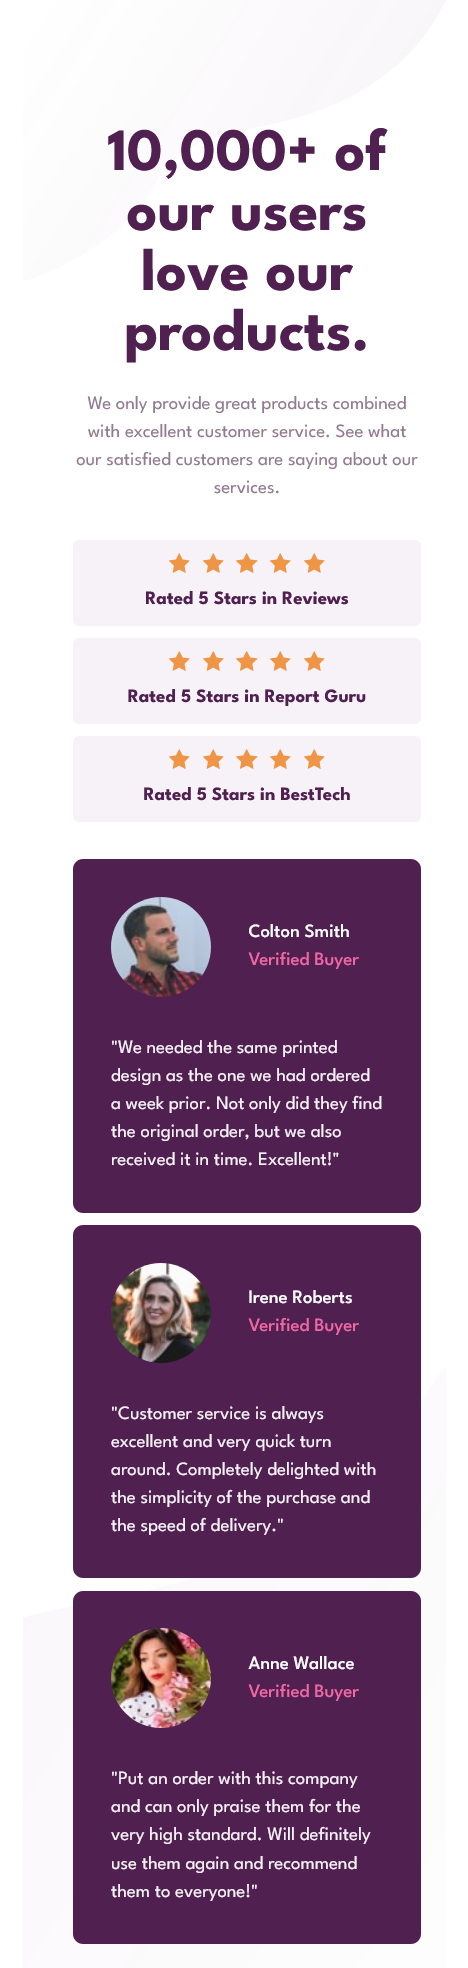 10,000+ of
our users
love our
products.
We only provide great products combined
with excellent customer service. See what
our satisfied customers are saying about our
services.
Rated 5 Stars in Reviews
Rated 5 Stars in Report Guru
Rated 5 Stars in BestTech
Colton Smith
Verified Buyer
"We needed the same printed
design as the one we had ordered
a week prior. Not only did they find
the original order, but we also
received it in time. Excellent!"
Irene Roberts
Verified Buyer
"Customer service is always
excellent and very quick turn
around. Completely delighted with
the simplicity of the purchase and
the speed of delivery."
Anne Wallace
Verified Buyer
"Put an order with this company
and can only praise them for the
very high standard. Will definitely
use them again and recommend
them to everyone!"